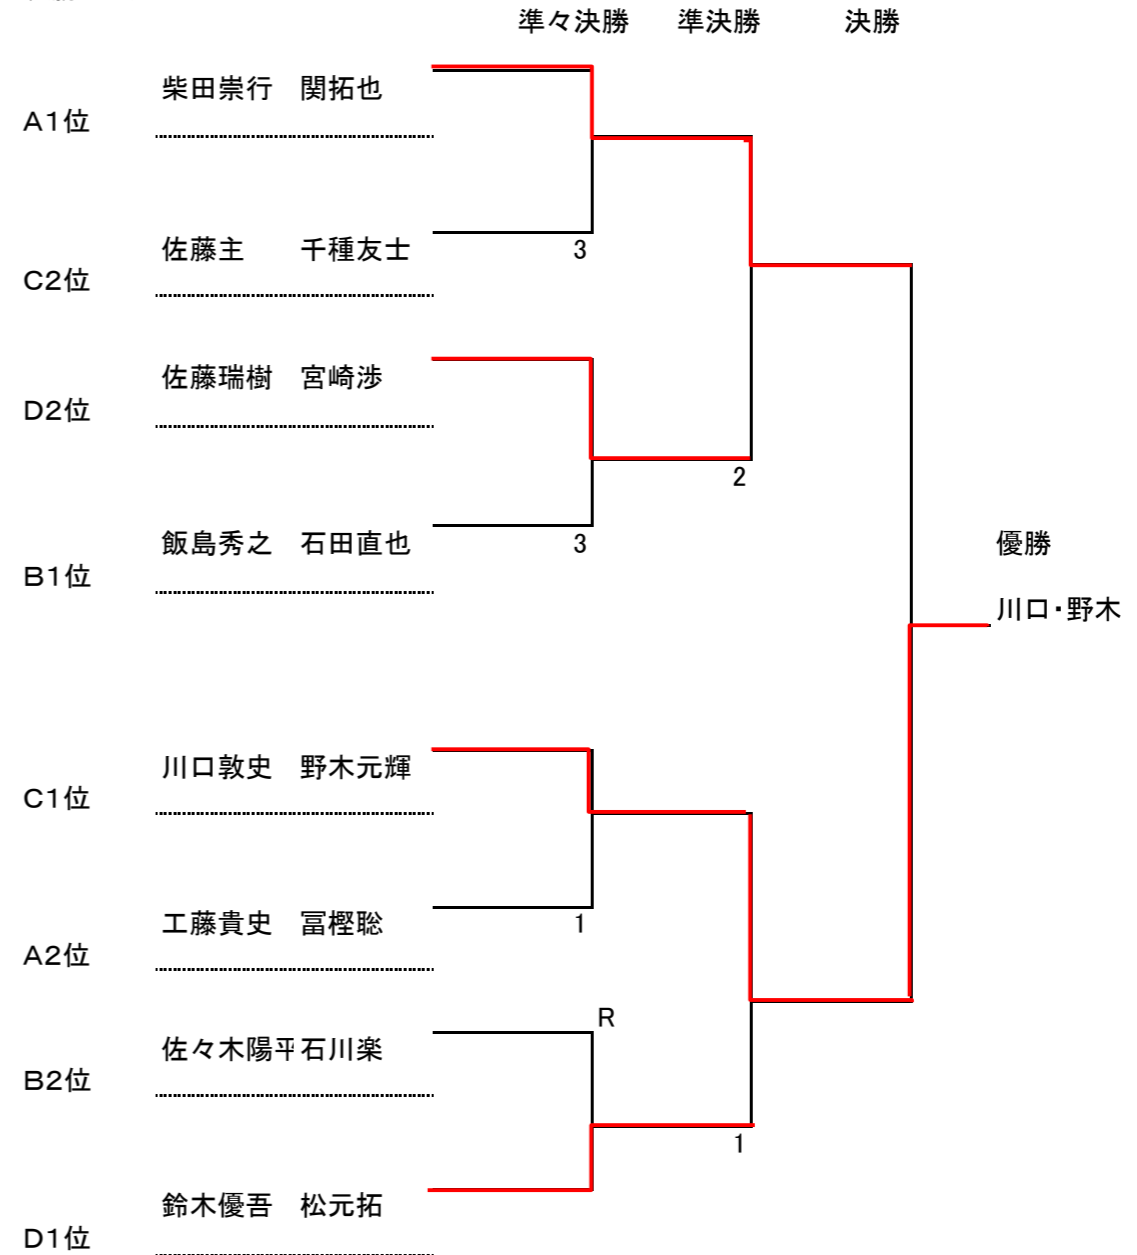 準々決勝 準決勝 決勝
柴田崇行 関拓也
A1位
佐藤主 千種友士
3
C2位
佐藤瑞樹 宮崎渉
D2位
2
飯島秀之 石田直也
3
優勝
B1位
川口・野木
川口敦史 野木元輝
C1位
工藤貴史 冨樫聡
1
A2位
R
佐々木陽平 石川楽
B2位
1
鈴木優吾 松元拓
D1位